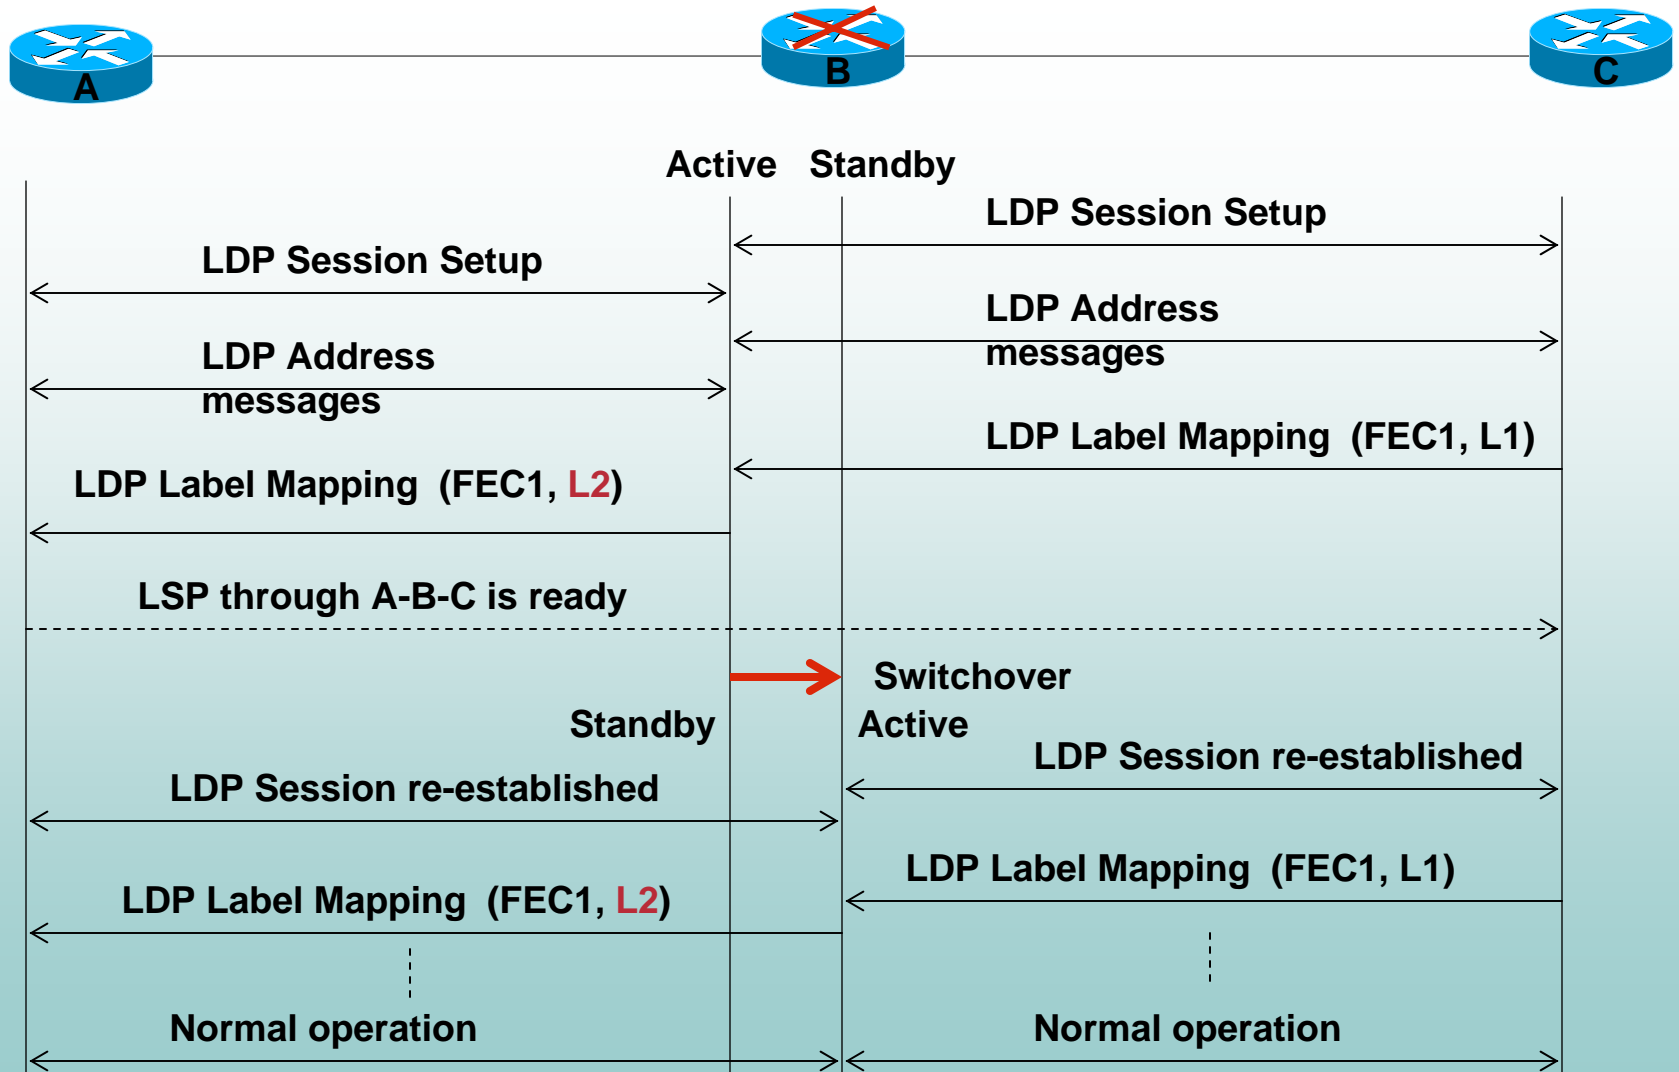 A
B
C
Active
Standby
LDP Session Setup
LDP Session Setup
LDP Address
messages
LDP Address
messages
LDP Label Mapping (FEC1, L1)
LDP Label Mapping (FEC1, L2)
LSP through A-B-C is ready
Switchover
Standby
Active
LDP Session re-established
LDP Session re-established
LDP Label Mapping (FEC1, L1)
LDP Label Mapping (FEC1, L2)
Normal operation
Normal operation